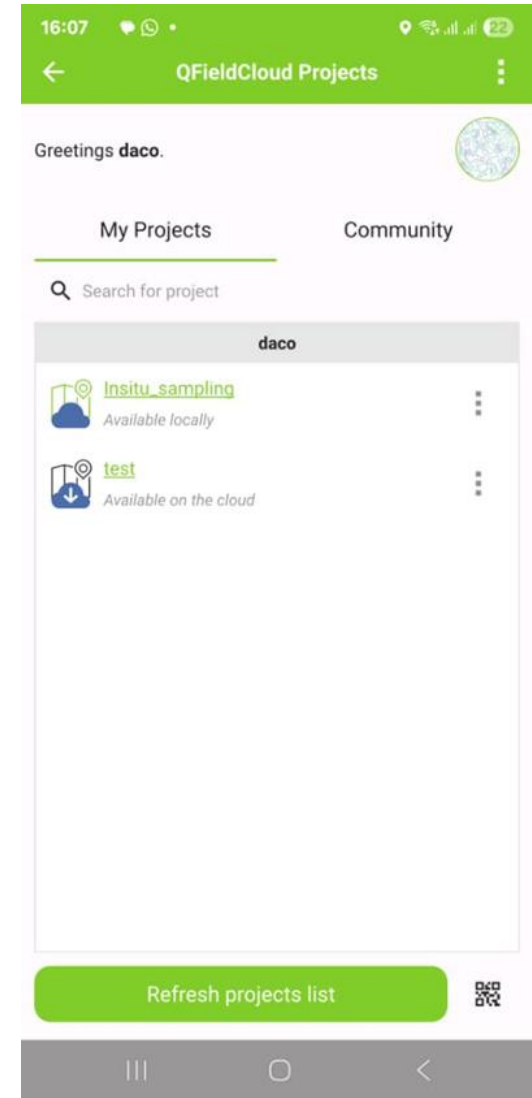 16:07
22
QFieldCloud Projects
Greetings daco.
My Projects
Community
Search for project
daco
Insitu_sampling
Available locally
test
Available on the cloud
Refresh projects list